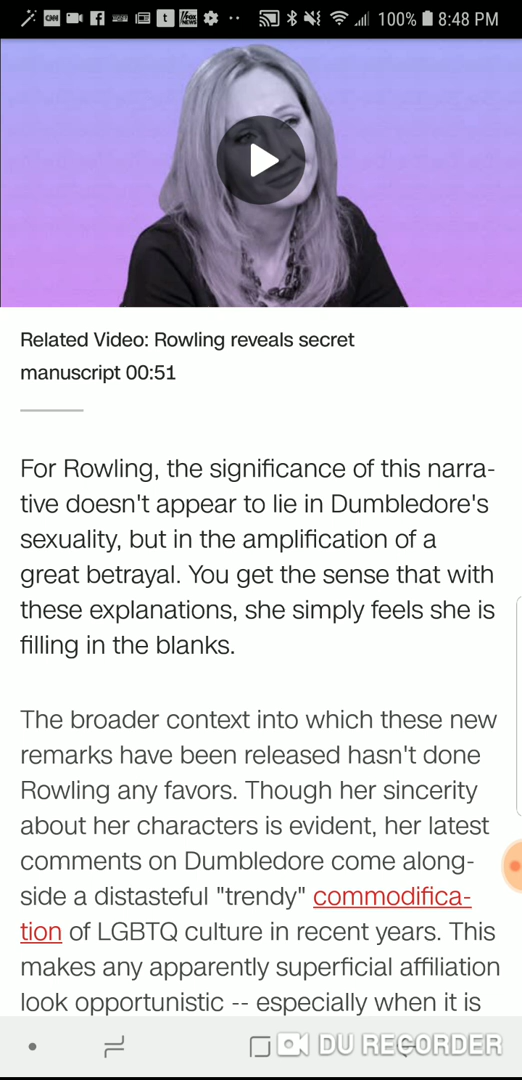 CNN
t
FOX NEWS
100% 8:48 PM
Related Video: Rowling reveals secret
manuscript 00:51
For Rowling, the significance of this narra-
tive doesn't appear to lie in Dumbledore's
sexuality, but in the amplification of a
great betrayal. You get the sense that with
these explanations, she simply feels she is
filling in the blanks.
The broader context into which these new
remarks have been released hasn't done
Rowling any favors. Though her sincerity
about her characters is evident, her latest
comments on Dumbledore come along-
side a distasteful "trendy" commodifica-
tion of LGBTQ culture in recent years. This
makes any apparently superficial affiliation
look opportunistic -- especially when it is
DU RECORDER